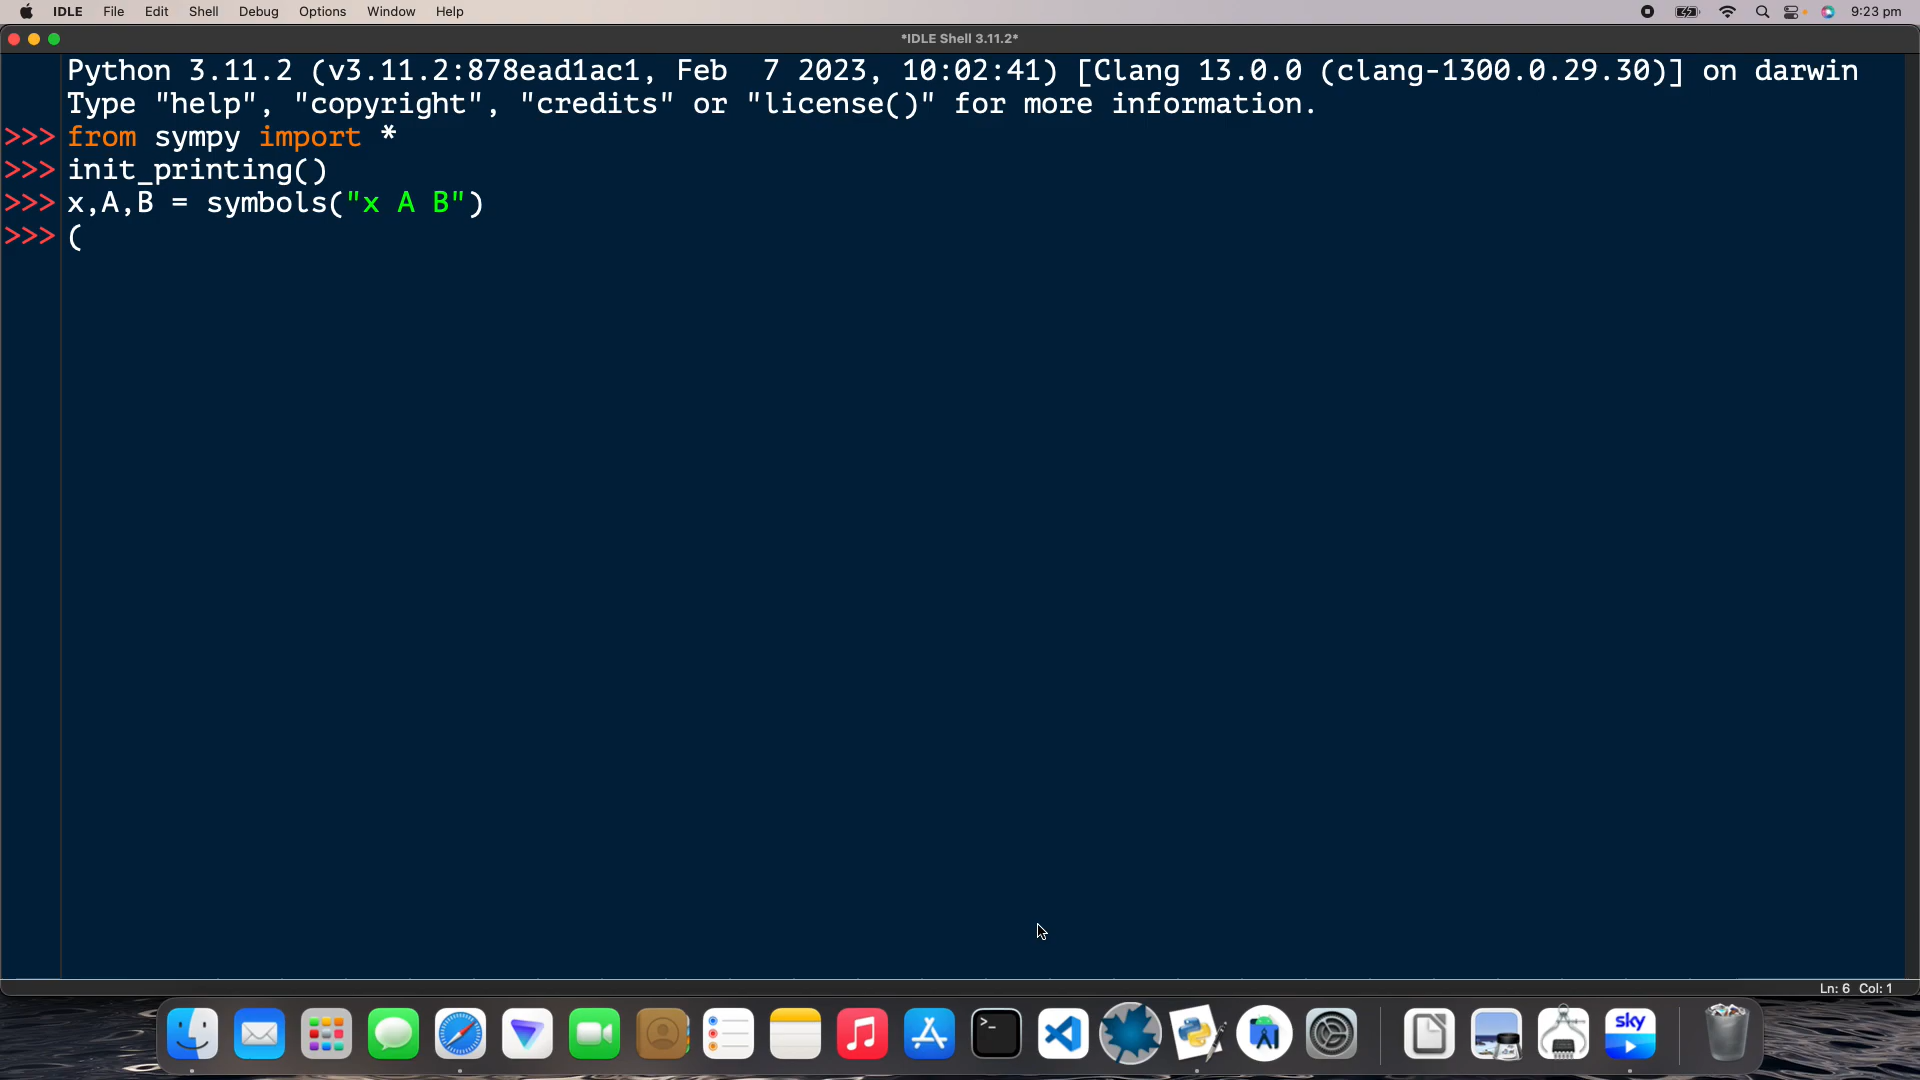 IDLE File Edit Shell Debug Options Window Help 9:23 pm
*IDLE Shell 3.11.2*
Python 3.11.2 (v3.11.2:878ead1ac1, Feb  7 2023, 10:02:41) [Clang 13.0.0 (clang-1300.0.29.30)] on darwin
Type "help", "copyright", "credits" or "license()" for more information.
>>> from sympy import *
>>> init_printing()
>>> x,A,B = symbols("x A B")
>>> (
Ln: 6 Col: 1
>_
sky